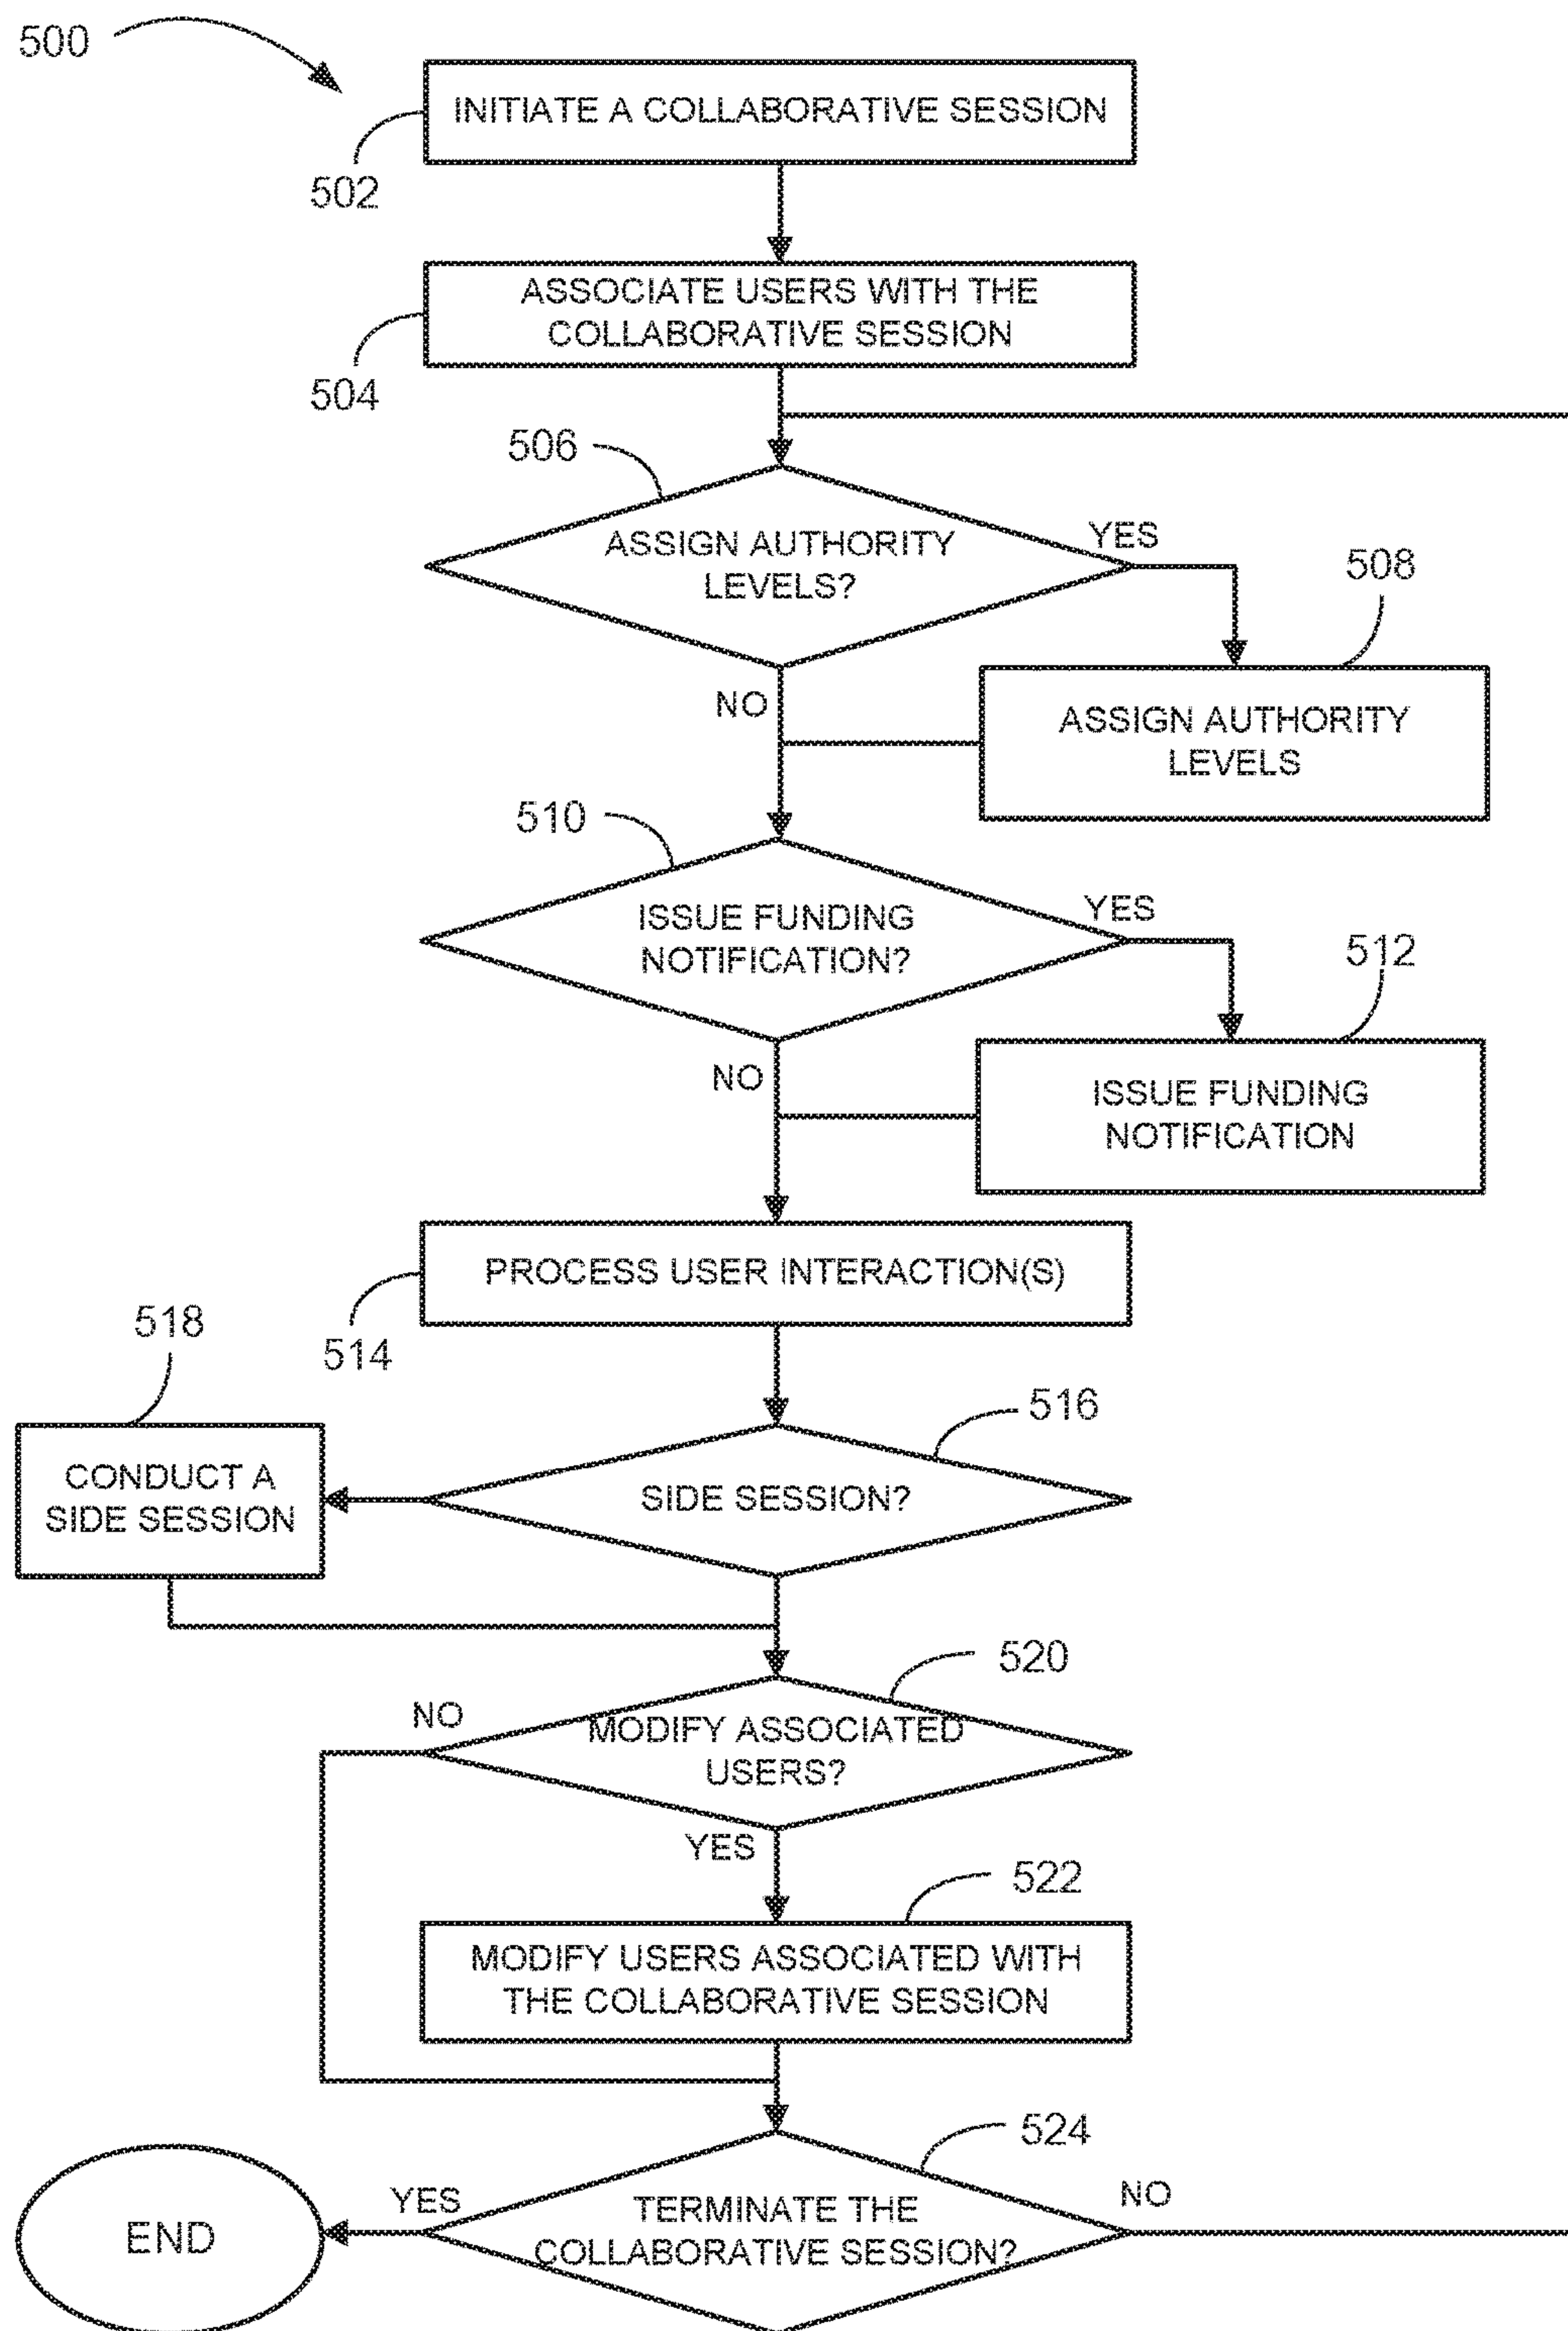 500
INITIATE A COLLABORATIVE SESSION
502
ASSOCIATE USERS WITH THE
COLLABORATIVE SESSION
504
506
ASSIGN AUTHORITY
LEVELS?
YES
508
NO
ASSIGN AUTHORITY
LEVELS
510
ISSUE FUNDING
NOTIFICATION?
YES
512
NO
ISSUE FUNDING
NOTIFICATION
PROCESS USER INTERACTION(S)
514
518
516
CONDUCT A
SIDE SESSION
SIDE SESSION?
520
NO
MODIFY ASSOCIATED
USERS?
YES
522
MODIFY USERS ASSOCIATED WITH
THE COLLABORATIVE SESSION
524
YES
TERMINATE THE
COLLABORATIVE SESSION?
NO
END